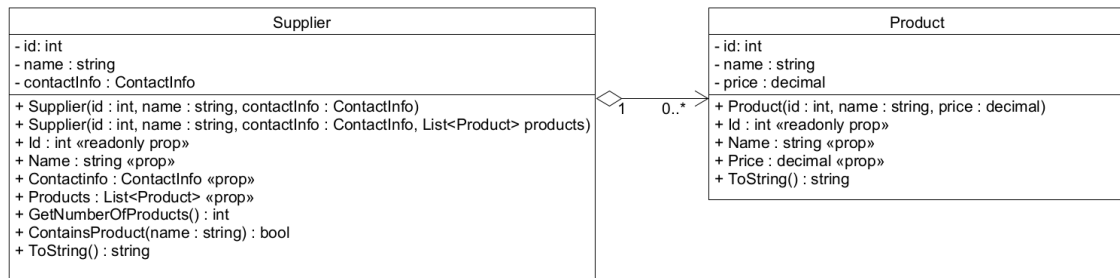 Supplier
- id: int
- name : string
- contactInfo : ContactInfo
+ Supplier(id : int, name : string, contactInfo : ContactInfo)
+ Supplier(id : int, name : string, contactInfo : ContactInfo, List<Product> products)
+ Id : int «readonly prop»
+ Name : string «prop»
+ Contactinfo : ContactInfo «prop»
+ Products : List<Product> «prop»
+ GetNumberOfProducts() : int
+ ContainsProduct(name : string) : bool
+ ToString() : string
1 0..*
Product
- id: int
- name : string
- price : decimal
+ Product(id : int, name : string, price : decimal)
+ Id : int «readonly prop»
+ Name : string «prop»
+ Price : decimal «prop»
+ ToString() : string